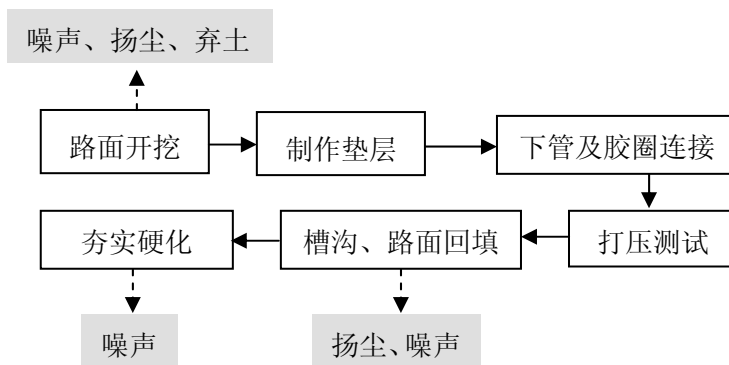 噪声、扬尘、弃土
路面开挖
制作垫层
下管及胶圈连接
夯实硬化
槽沟、路面回填
打压测试
噪声
扬尘、噪声